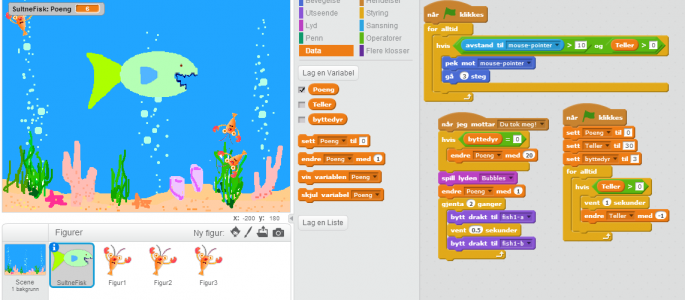 SultneFisk: Poeng 6
x: -200 y: 180
Figurer
Ny figur:
Scene
1 bakgrunn
SultneFisk
Figur1
Figur2
Figur3
Bevegelse
Hendelser
Utseende
Styring
Lyd
Sansning
Penn
Operatorer
Data
Flere klosser
Lag en Variabel
Poeng
Teller
byttedyr
sett Poeng til 0
endre Poeng med 1
vis variablen Poeng
skjul variabel Poeng
Lag en Liste
når klikkes
for alltid
hvis avstand til mouse-pointer > 10 og Teller > 0
pek mot mouse-pointer
gå 3 steg
når jeg mottar Du tok meg!
hvis byttedyr = 0
endre Poeng med 20
spill lyden Bubbles
endre Poeng med 1
gjenta 2 ganger
bytt drakt til fish1-a
vent 0.5 sekunder
bytt drakt til fish1-b
når klikkes
sett Poeng til 0
sett Teller til 30
sett byttedyr til 3
for alltid
hvis Teller > 0
vent 1 sekunder
endre Teller med -1